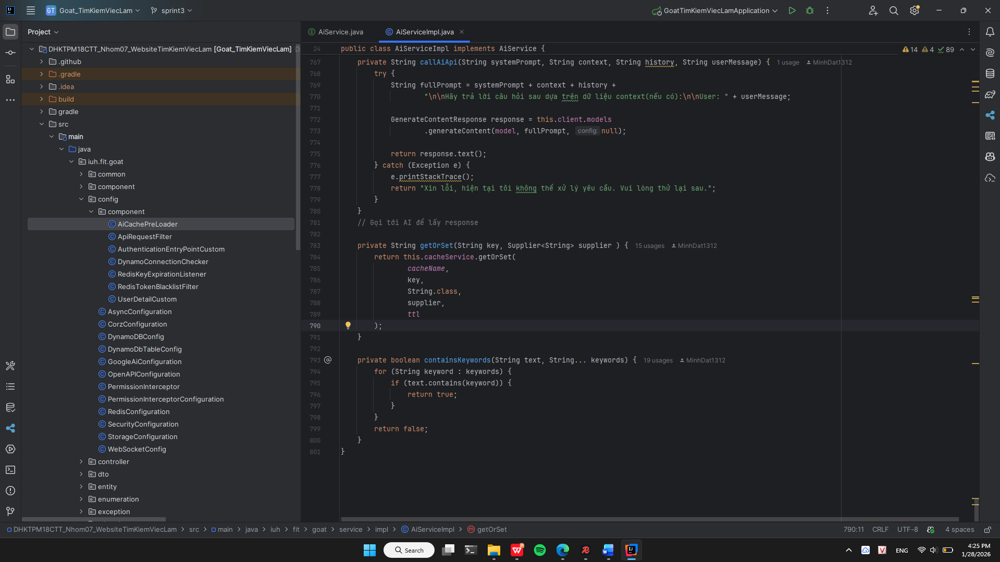 GT Goat_TimKiemViecLam
sprint3
GoatTimKiemViecLamApplication
Project
AiService.java
AiServiceImpl.java
DHKTPM18CTT_Nhom07_WebsiteTimKiemViecLam [Goat_TimKiemViecLam]
.github
.gradle
.idea
build
gradle
src
main
java
iuh.fit.goat
common
component
config
component
AiCachePreLoader
ApiRequestFilter
AuthenticationEntryPointCustom
DynamoConnectionChecker
RedisKeyExpirationListener
RedisTokenBlacklistFilter
UserDetailCustom
AsyncConfiguration
CorzConfiguration
DynamoDBConfig
DynamoDbTableConfig
GoogleAiConfiguration
OpenAPIConfiguration
PermissionInterceptor
PermissionInterceptorConfiguration
RedisConfiguration
SecurityConfiguration
StorageConfiguration
WebSocketConfig
controller
dto
entity
enumeration
exception
24 public class AiServiceImpl implements AiService {
14 4 89
767 private String callAiApi(String systemPrompt, String context, String history, String userMessage) { 1 usage MinhDat1312
768 try {
769 String fullPrompt = systemPrompt + context + history +
770 "\n\nHãy trả lời câu hỏi sau dựa trên dữ liệu context(nếu có):\n\nUser: " + userMessage;
771
772 GenerateContentResponse response = this.client.models
773 .generateContent(model, fullPrompt, config: null);
774
775 return response.text();
776 } catch (Exception e) {
777 e.printStackTrace();
778 return "Xin lỗi, hiện tại tôi không thể xử lý yêu cầu. Vui lòng thử lại sau.";
779 }
780 }
781 // Gọi tới AI để lấy response
782
783 private String getOrSet(String key, Supplier<String> supplier ) { 15 usages MinhDat1312
784 return this.cacheService.getOrSet(
785 cacheName,
786 key,
787 String.class,
788 supplier,
789 ttl
790 );
791 }
792
793 private boolean containsKeywords(String text, String... keywords) { 19 usages MinhDat1312
794 for (String keyword : keywords) {
795 if (text.contains(keyword)) {
796 return true;
797 }
798 }
799 return false;
800 }
801 }
DHKTPM18CTT_Nhom07_WebsiteTimKiemViecLam > src > main > java > iuh > fit > goat > service > impl > AiServiceImpl > getOrSet
790:11 CRLF UTF-8 4 spaces
Search
ENG
4:25 PM
1/28/2026